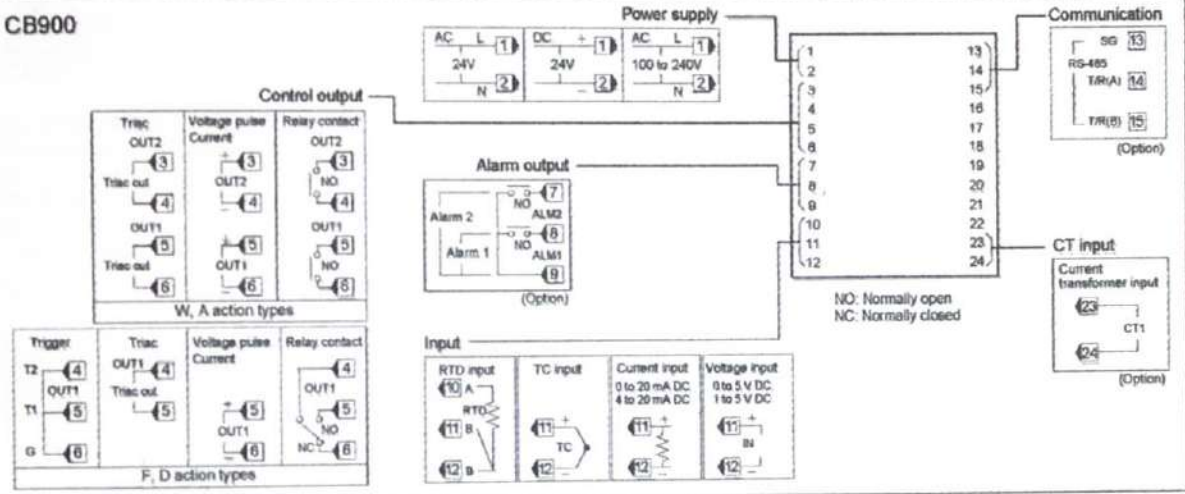 CB900
Power supply
AC L 1
24V
N 2
DC + 1
24V
- 2
AC L 1
100 to 240V
N 2
Communication
SG 13
RS-485
T/R(A) 14
T/R(B) 15
(Option)
1
2
3
4
5
6
7
8
9
10
11
12
13
14
15
16
17
18
19
20
21
22
23
24
NO: Normally open
NC: Normally closed
Control output
Triac
OUT2
3
Triac out
4
OUT1
5
Triac out
6
Voltage pulse
Current
+ 3
OUT2
- 4
+ 5
OUT1
- 6
Relay contact
OUT2
3
NO
4
OUT1
5
NO
6
W, A action types
Trigger
T2 4
OUT1
T1 5
G 6
Triac
OUT1 4
Triac out
5
Voltage pulse
Current
+ 5
OUT1
- 6
Relay contact
4
OUT1
5
NO
NC 6
F, D action types
Alarm output
7
NO
ALM2
Alarm 2
8
NO
Alarm 1
ALM1
9
(Option)
CT input
Current
transformer input
23
CT1
24
(Option)
Input
RTD input
10 A
RTD
11 B
12 B
TC input
11 +
TC
12 -
Current input
0 to 20 mA DC
4 to 20 mA DC
11 +
12 -
Voltage input
0 to 5 V DC
1 to 5 V DC
11 +
IN
12 -